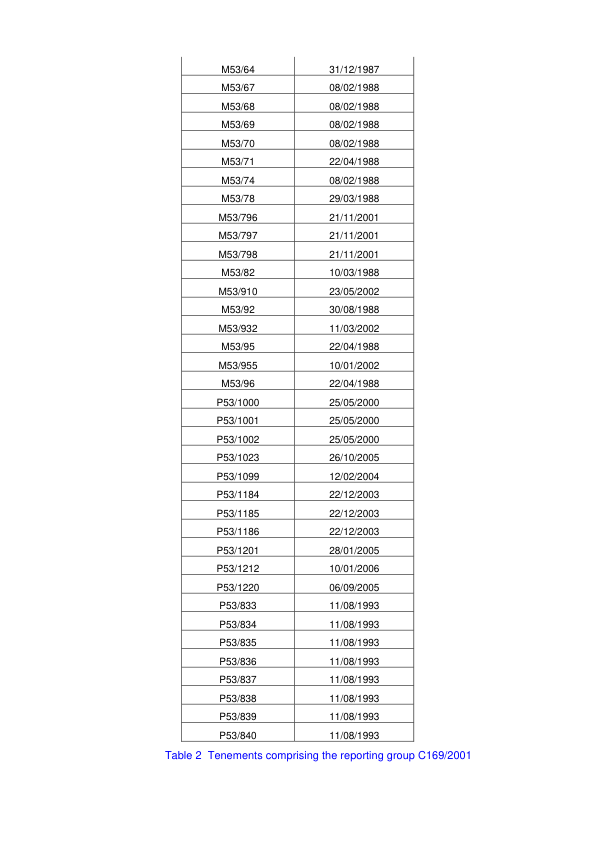 M53/64 31/12/1987
M53/67 08/02/1988
M53/68 08/02/1988
M53/69 08/02/1988
M53/70 08/02/1988
M53/71 22/04/1988
M53/74 08/02/1988
M53/78 29/03/1988
M53/796 21/11/2001
M53/797 21/11/2001
M53/798 21/11/2001
M53/82 10/03/1988
M53/910 23/05/2002
M53/92 30/08/1988
M53/932 11/03/2002
M53/95 22/04/1988
M53/955 10/01/2002
M53/96 22/04/1988
P53/1000 25/05/2000
P53/1001 25/05/2000
P53/1002 25/05/2000
P53/1023 26/10/2005
P53/1099 12/02/2004
P53/1184 22/12/2003
P53/1185 22/12/2003
P53/1186 22/12/2003
P53/1201 28/01/2005
P53/1212 10/01/2006
P53/1220 06/09/2005
P53/833 11/08/1993
P53/834 11/08/1993
P53/835 11/08/1993
P53/836 11/08/1993
P53/837 11/08/1993
P53/838 11/08/1993
P53/839 11/08/1993
P53/840 11/08/1993
Table 2  Tenements comprising the reporting group C169/2001